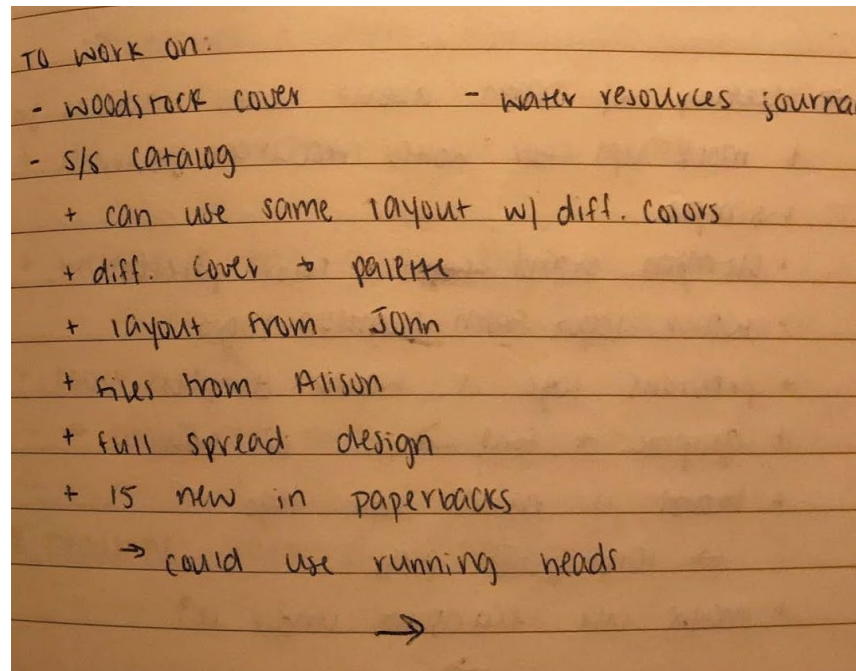 To work on:
- woodstock cover - water resources journal
- s/s catalog
+ can use same layout w/ diff. colors
+ diff. cover + palette
+ layout from John
+ files from Alison
+ full spread design
+ 15 new in paperbacks
→ could use running heads
→